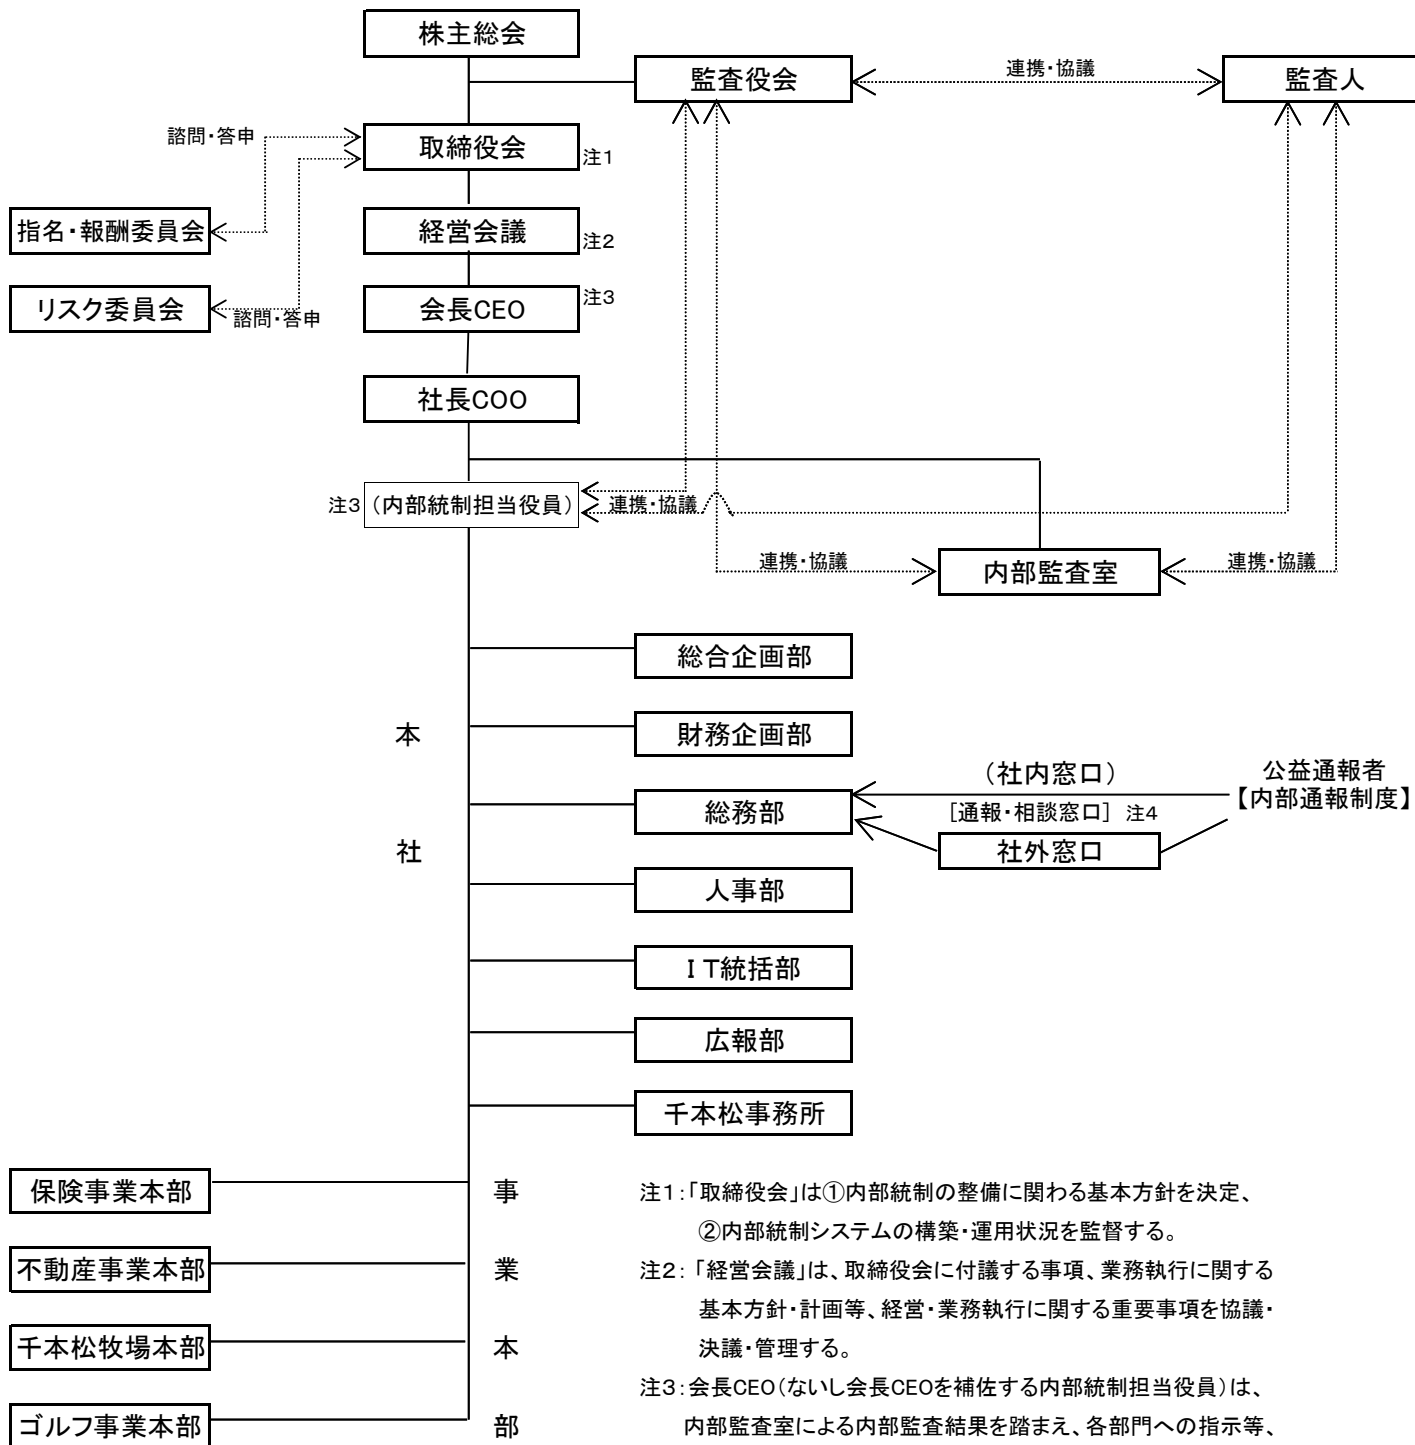 株主総会
監査役会
連携・協議
監査人
諮問・答申
取締役会
注1
指名・報酬委員会
経営会議
注2
リスク委員会
諮問・答申
会長CEO
注3
社長COO
注3
(内部統制担当役員)
連携・協議
連携・協議
内部監査室
連携・協議
総合企画部
本
財務企画部
(社内窓口)
公益通報者
【内部通報制度】
総務部
[通報・相談窓口] 注4
社
社外窓口
人事部
IT統括部
広報部
千本松事務所
保険事業本部
事
注1:「取締役会」は①内部統制の整備に関わる基本方針を決定、
②内部統制システムの構築・運用状況を監督する。
不動産事業本部
業
注2: 「経営会議」は、取締役会に付議する事項、業務執行に関する
基本方針・計画等、経営・業務執行に関する重要事項を協議・
千本松牧場本部
本
決議・管理する。
注3:会長CEO(ないし会長CEOを補佐する内部統制担当役員)は、
ゴルフ事業本部
部
内部監査室による内部監査結果を踏まえ、各部門への指示等、